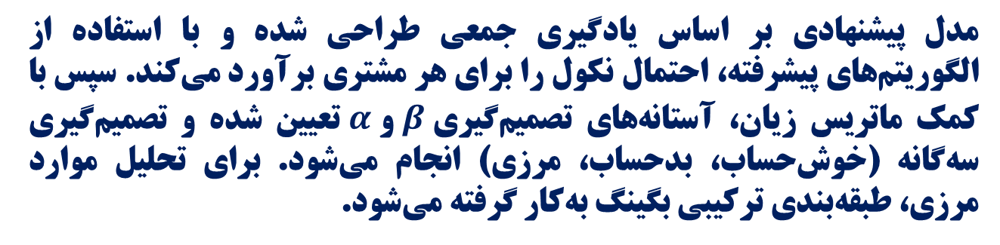 مدل پیشنهادی بر اساس یادگیری جمعی طراحی شده و با استفاده از
الگوریتم‌های پیشرفته، احتمال نکول را برای هر مشتری برآورد می‌کند. سپس با
کمک ماتریس زیان، آستانه‌های تصمیم‌گیری β و α تعیین شده و تصمیم‌گیری
سه‌گانه (خوش‌حساب، بدحساب، مرزی) انجام می‌شود. برای تحلیل موارد
مرزی، طبقه‌بندی ترکیبی بگینگ به‌کار گرفته می‌شود.